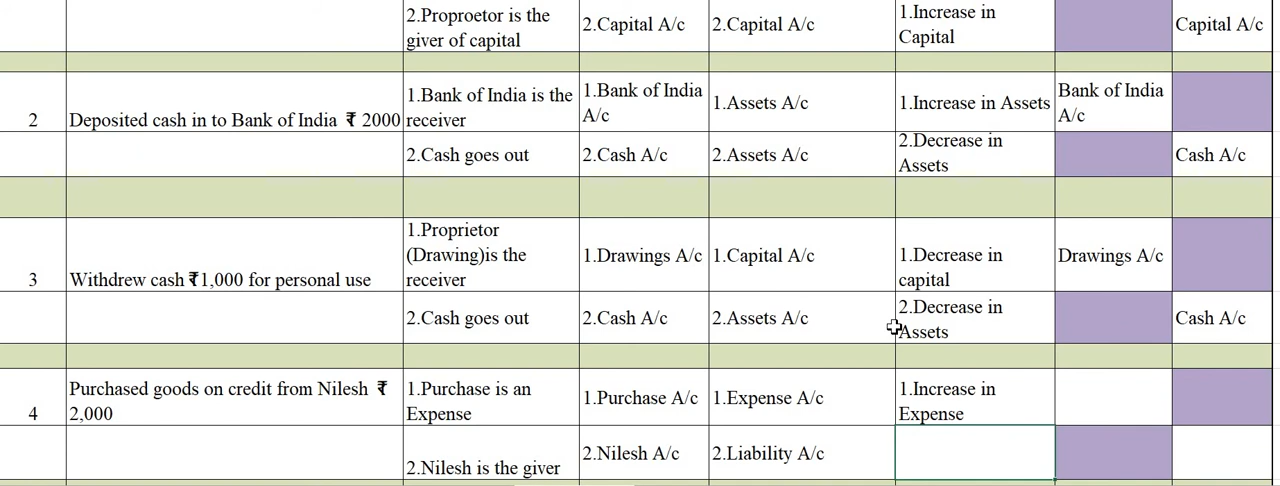 2.Proproetor is the
giver of capital
2.Capital A/c
2.Capital A/c
1.Increase in
Capital
Capital A/c
2
Deposited cash in to Bank of India ₹ 2000
1.Bank of India is the
receiver
1.Bank of India
A/c
1.Assets A/c
1.Increase in Assets
Bank of India
A/c
2.Cash goes out
2.Cash A/c
2.Assets A/c
2.Decrease in
Assets
Cash A/c
3
Withdrew cash ₹1,000 for personal use
1.Proprietor
(Drawing)is the
receiver
1.Drawings A/c
1.Capital A/c
1.Decrease in
capital
Drawings A/c
2.Cash goes out
2.Cash A/c
2.Assets A/c
2.Decrease in
Assets
Cash A/c
4
Purchased goods on credit from Nilesh ₹
2,000
1.Purchase is an
Expense
1.Purchase A/c
1.Expense A/c
1.Increase in
Expense
2.Nilesh is the giver
2.Nilesh A/c
2.Liability A/c